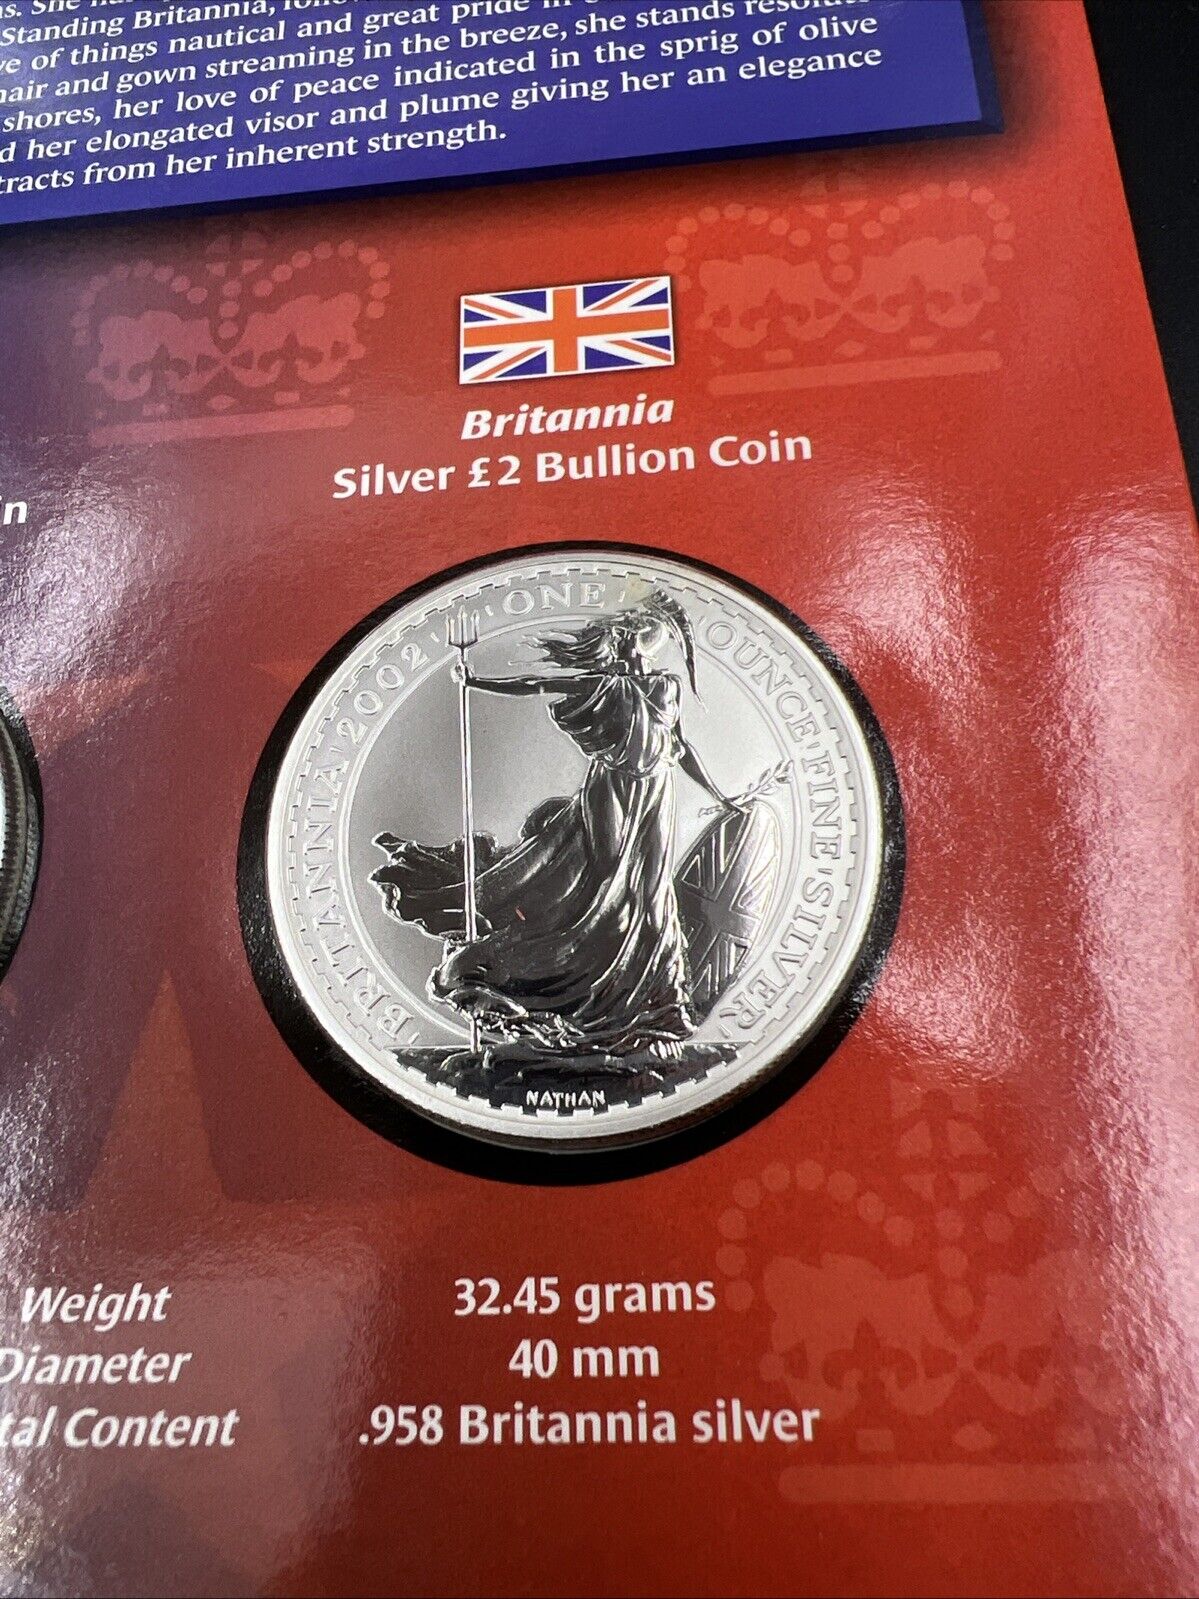 s. She
Standing Britannia,
e of things nautical and great pride
hair and gown streaming in the breeze, she stands
shores, her love of peace indicated in the sprig of olive
d her elongated visor and plume giving her an elegance
tracts from her inherent strength.
Britannia
Silver £2 Bullion Coin
n
BRITANNIA 2002 ONE OUNCE FINE SILVER
NATHAN
Weight 32.45 grams
Diameter 40 mm
tal Content .958 Britannia silver